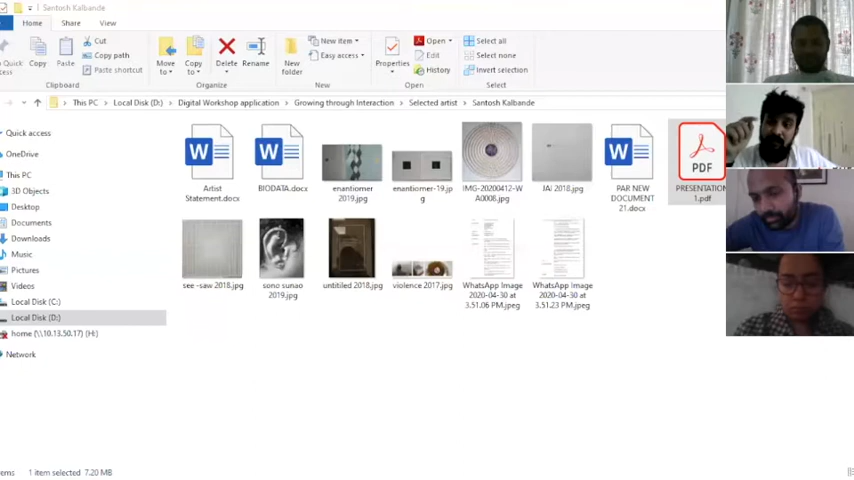 Santosh Kalbande
Home Share View
Quick access
Copy
Paste
Cut
Copy path
Paste shortcut
Clipboard
Move to
Copy to
Delete
Rename
Organize
New folder
New item
Easy access
New
Properties
Open
Edit
History
Open
Select all
Select none
Invert selection
Select
This PC > Local Disk (D:) > Digital Workshop application > Growing through Interaction > Selected artist > Santosh Kalbande
Quick access
OneDrive
This PC
3D Objects
Desktop
Documents
Downloads
Music
Pictures
Videos
Local Disk (C:)
Local Disk (D:)
home (\\10.13.50.17) (H:)
Network
Artist
Statement.docx
BIODATA.docx
enantiomer
2019.jpg
enantiomer-19.jp
g
IMG-20200412-W
A0008.jpg
JAI 2018.jpg
PAR NEW
DOCUMENT
21.docx
PDF
PRESENTATION
1.pdf
see -saw 2018.jpg
sono sunao
2019.jpg
untitiled 2018.jpg
violence 2017.jpg
WhatsApp Image
2020-04-30 at
3.51.06 PM.jpeg
WhatsApp Image
2020-04-30 at
3.51.23 PM.jpeg
1 item selected 7.20 MB